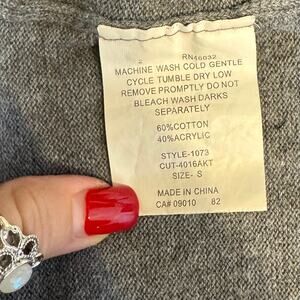 RN46032
MACHINE WASH COLD GENTLE
CYCLE TUMBLE DRY LOW
REMOVE PROMPTLY DO NOT
BLEACH WASH DARKS
SEPARATELY
60%COTTON
40%ACRYLIC
STYLE-1073
CUT-4016AKT
SIZE- S
MADE IN CHINA
CA# 09010 82